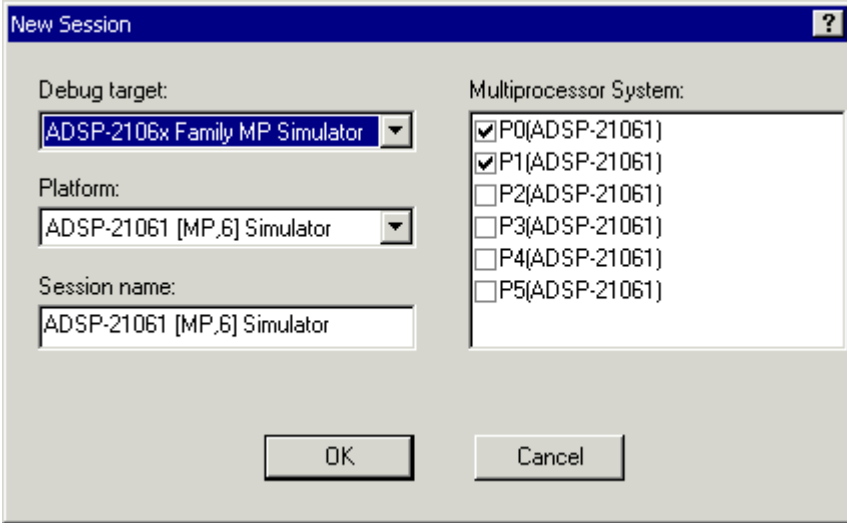 New Session
?
Debug target:
ADSP-2106x Family MP Simulator
Platform:
ADSP-21061 [MP,6] Simulator
Session name:
ADSP-21061 [MP,6] Simulator
Multiprocessor System:
P0(ADSP-21061)
P1(ADSP-21061)
P2(ADSP-21061)
P3(ADSP-21061)
P4(ADSP-21061)
P5(ADSP-21061)
OK
Cancel